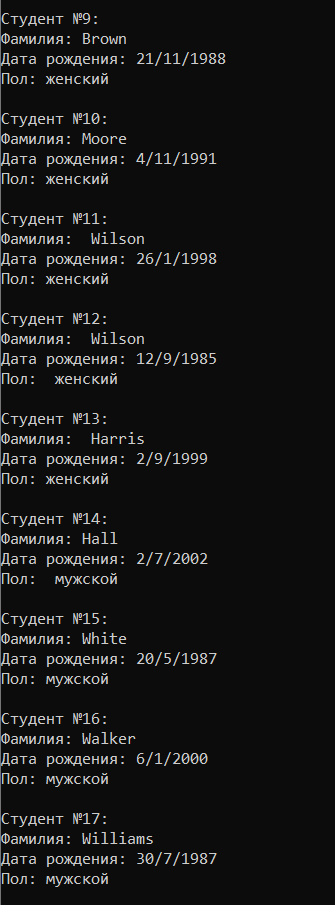 Студент №9:
Фамилия: Brown
Дата рождения: 21/11/1988
Пол: женский
Студент №10:
Фамилия: Moore
Дата рождения: 4/11/1991
Пол: женский
Студент №11:
Фамилия:  Wilson
Дата рождения: 26/1/1998
Пол: женский
Студент №12:
Фамилия:  Wilson
Дата рождения: 12/9/1985
Пол:  женский
Студент №13:
Фамилия:  Harris
Дата рождения: 2/9/1999
Пол: женский
Студент №14:
Фамилия: Hall
Дата рождения: 2/7/2002
Пол:  мужской
Студент №15:
Фамилия: White
Дата рождения: 20/5/1987
Пол: мужской
Студент №16:
Фамилия: Walker
Дата рождения: 6/1/2000
Пол: мужской
Студент №17:
Фамилия: Williams
Дата рождения: 30/7/1987
Пол: мужской